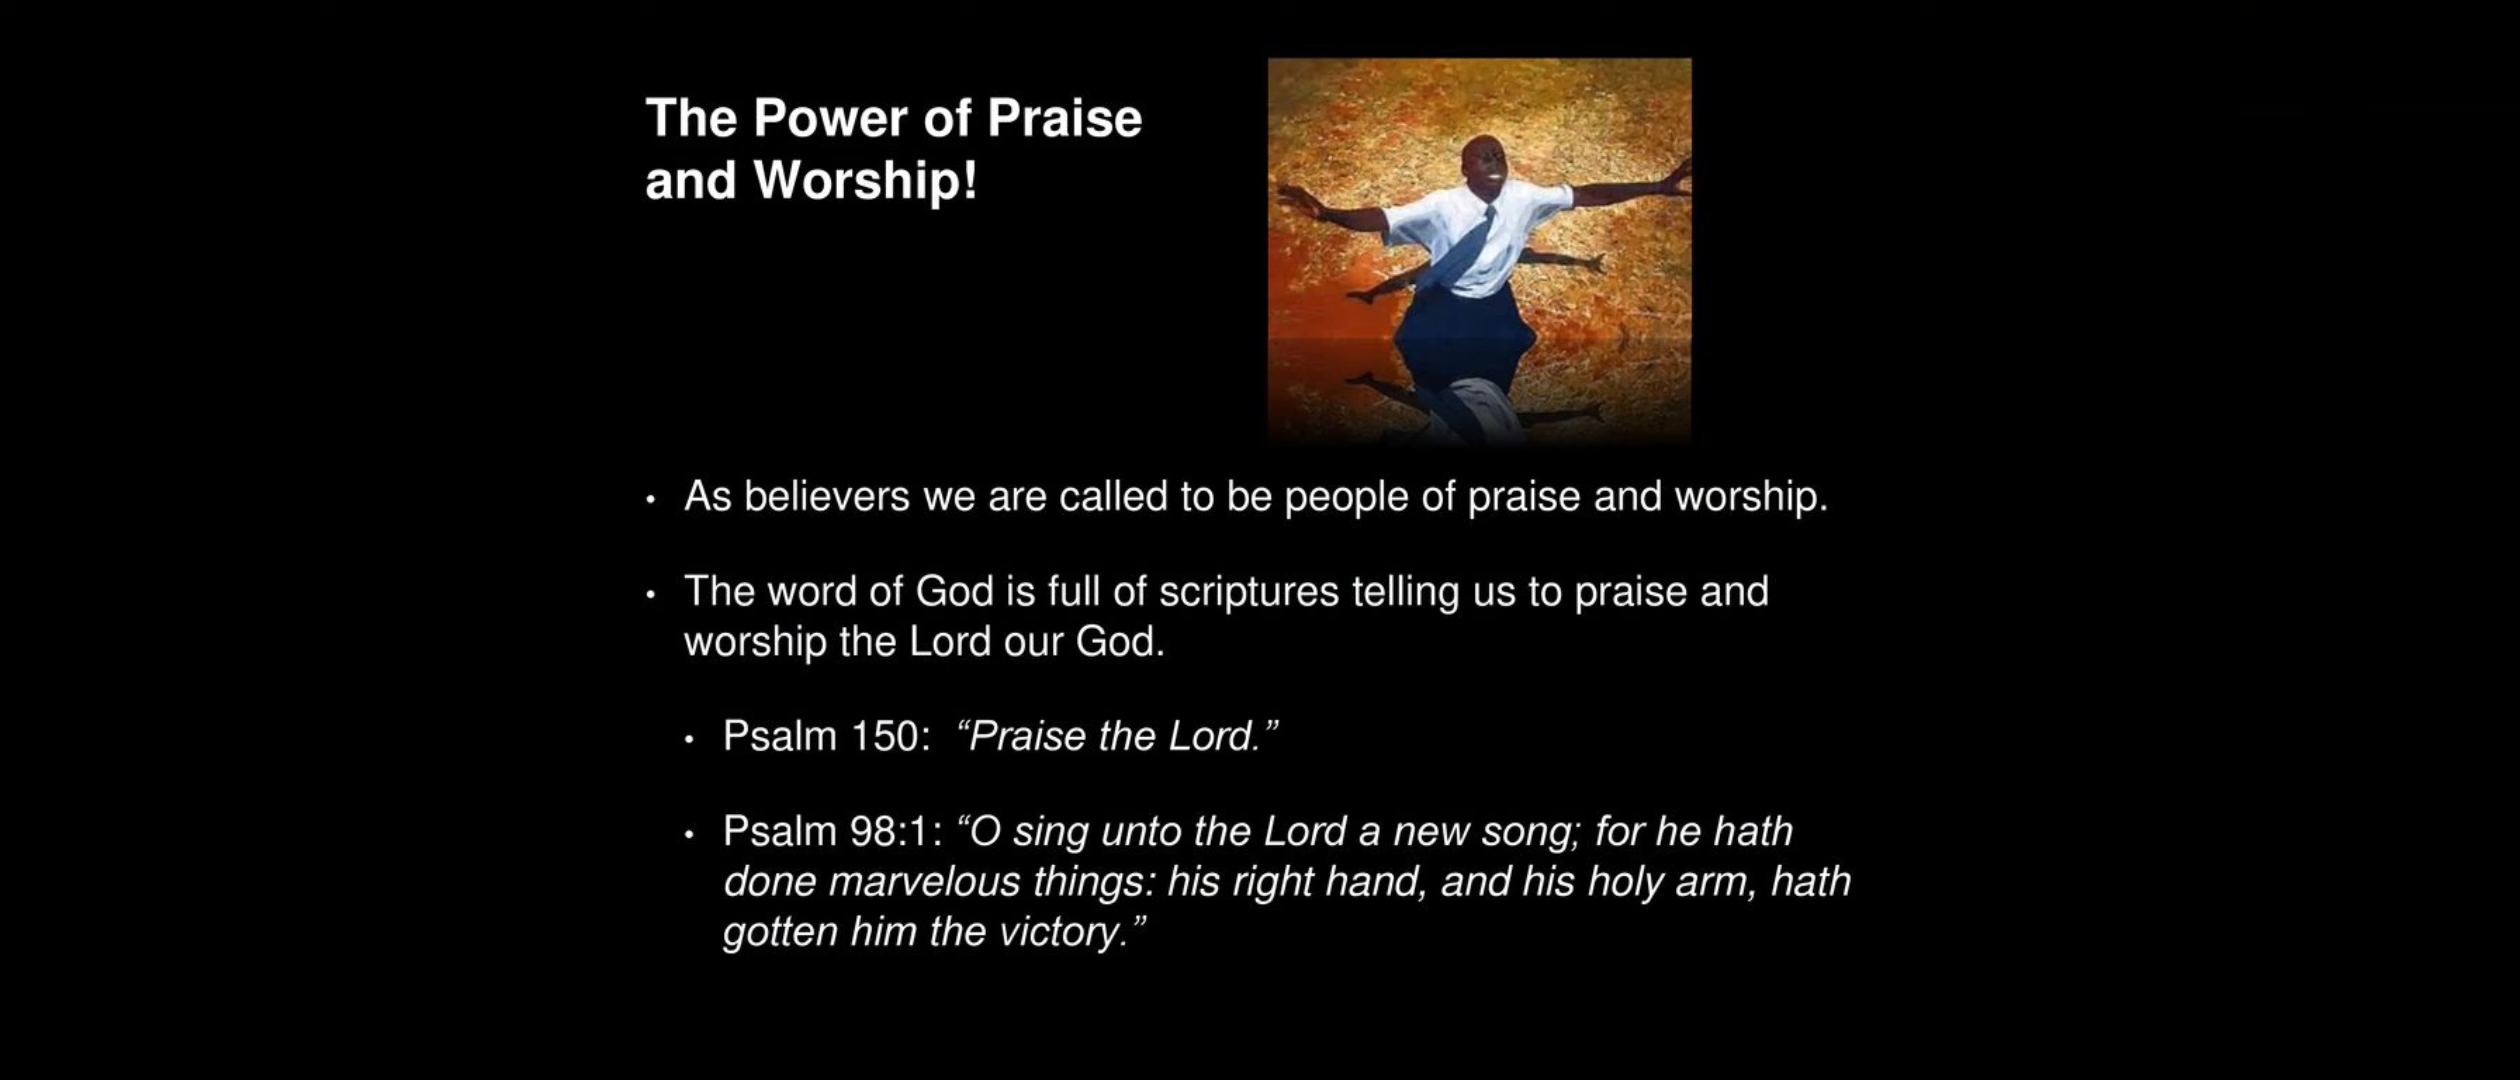 The Power of Praise
and Worship!
• As believers we are called to be people of praise and worship.
• The word of God is full of scriptures telling us to praise and
worship the Lord our God.
• Psalm 150: “Praise the Lord.”
• Psalm 98:1: “O sing unto the Lord a new song; for he hath
done marvelous things: his right hand, and his holy arm, hath
gotten him the victory.”